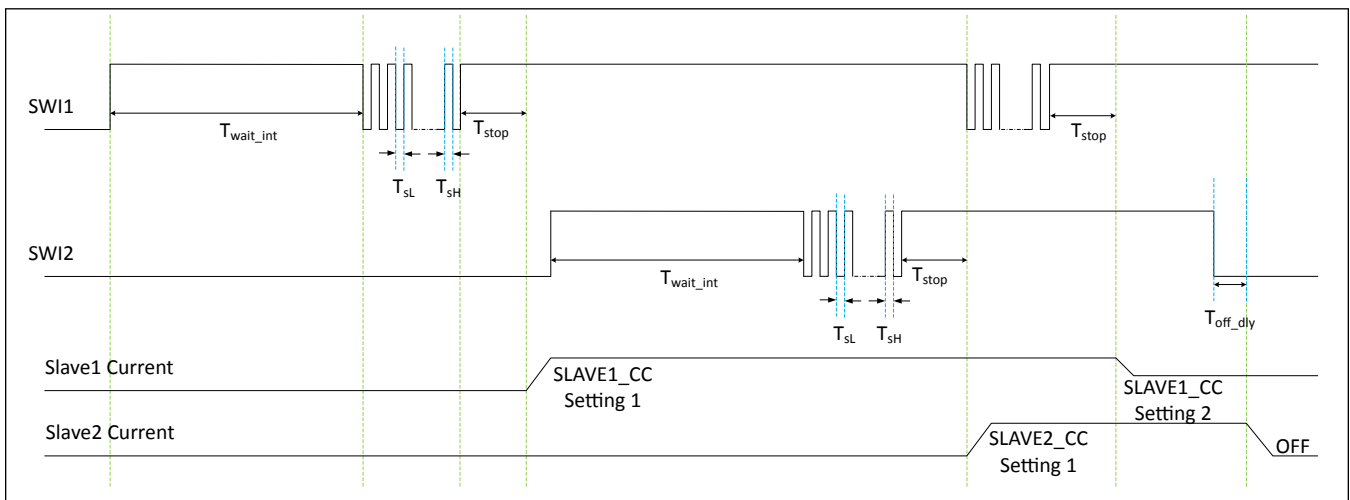 SWI1
T_wait_int
T_sL
T_sH
T_stop
T_stop
SWI2
T_wait_int
T_sL
T_sH
T_stop
T_off_dly
Slave1 Current
SLAVE1_CC
Setting 1
SLAVE1_CC
Setting 2
Slave2 Current
SLAVE2_CC
Setting 1
OFF